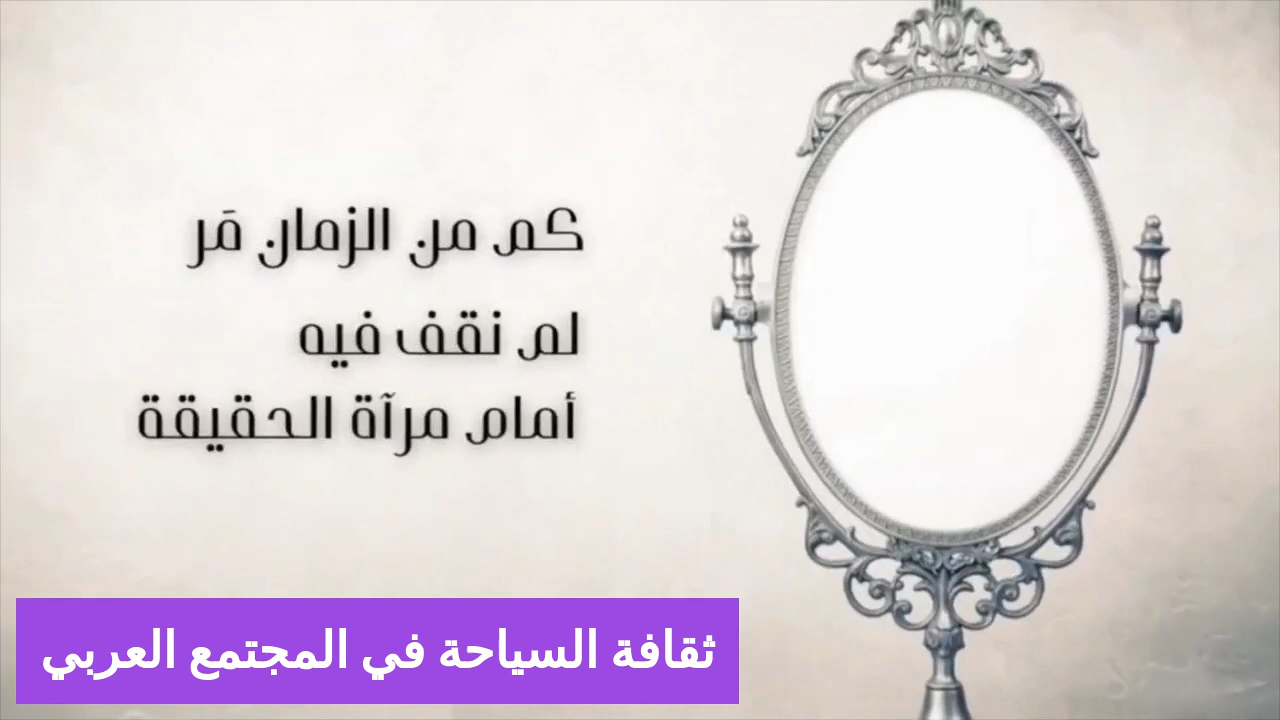 كم من الزمان مَر
لم نقف فيه
أمام مرآة الحقيقة
ثقافة السياحة في المجتمع العربي